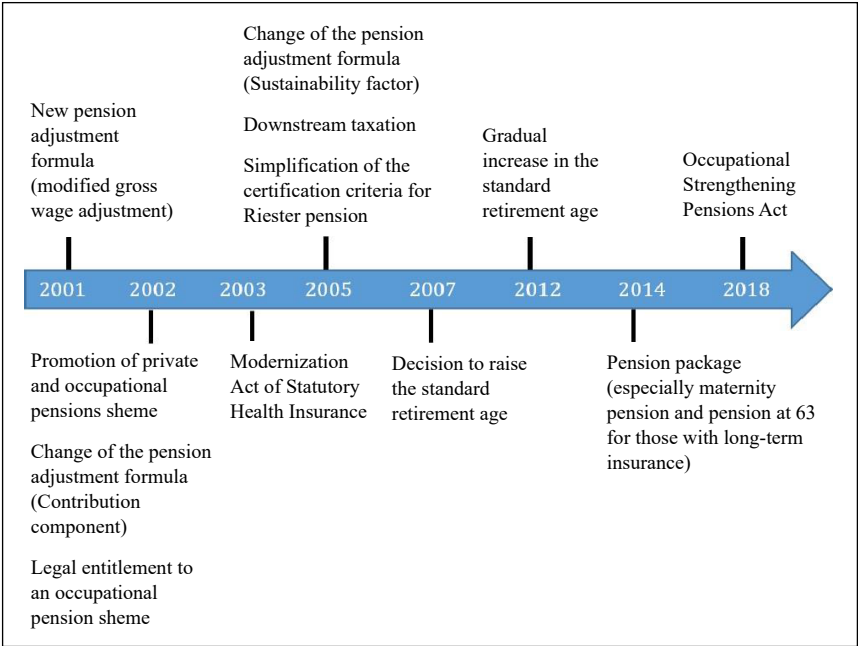 Change of the pension
adjustment formula
(Sustainability factor)
Downstream taxation
Simplification of the
certification criteria for
Riester pension
New pension
adjustment
formula
(modified gross
wage adjustment)
Gradual
increase in the
standard
retirement age
Occupational
Strengthening
Pensions Act
2001 2002 2003 2005 2007 2012 2014 2018
Promotion of private
and occupational
pensions sheme
Change of the pension
adjustment formula
(Contribution
component)
Legal entitlement to
an occupational
pension sheme
Modernization
Act of Statutory
Health Insurance
Decision to raise
the standard
retirement age
Pension package
(especially maternity
pension and pension at 63
for those with long-term
insurance)